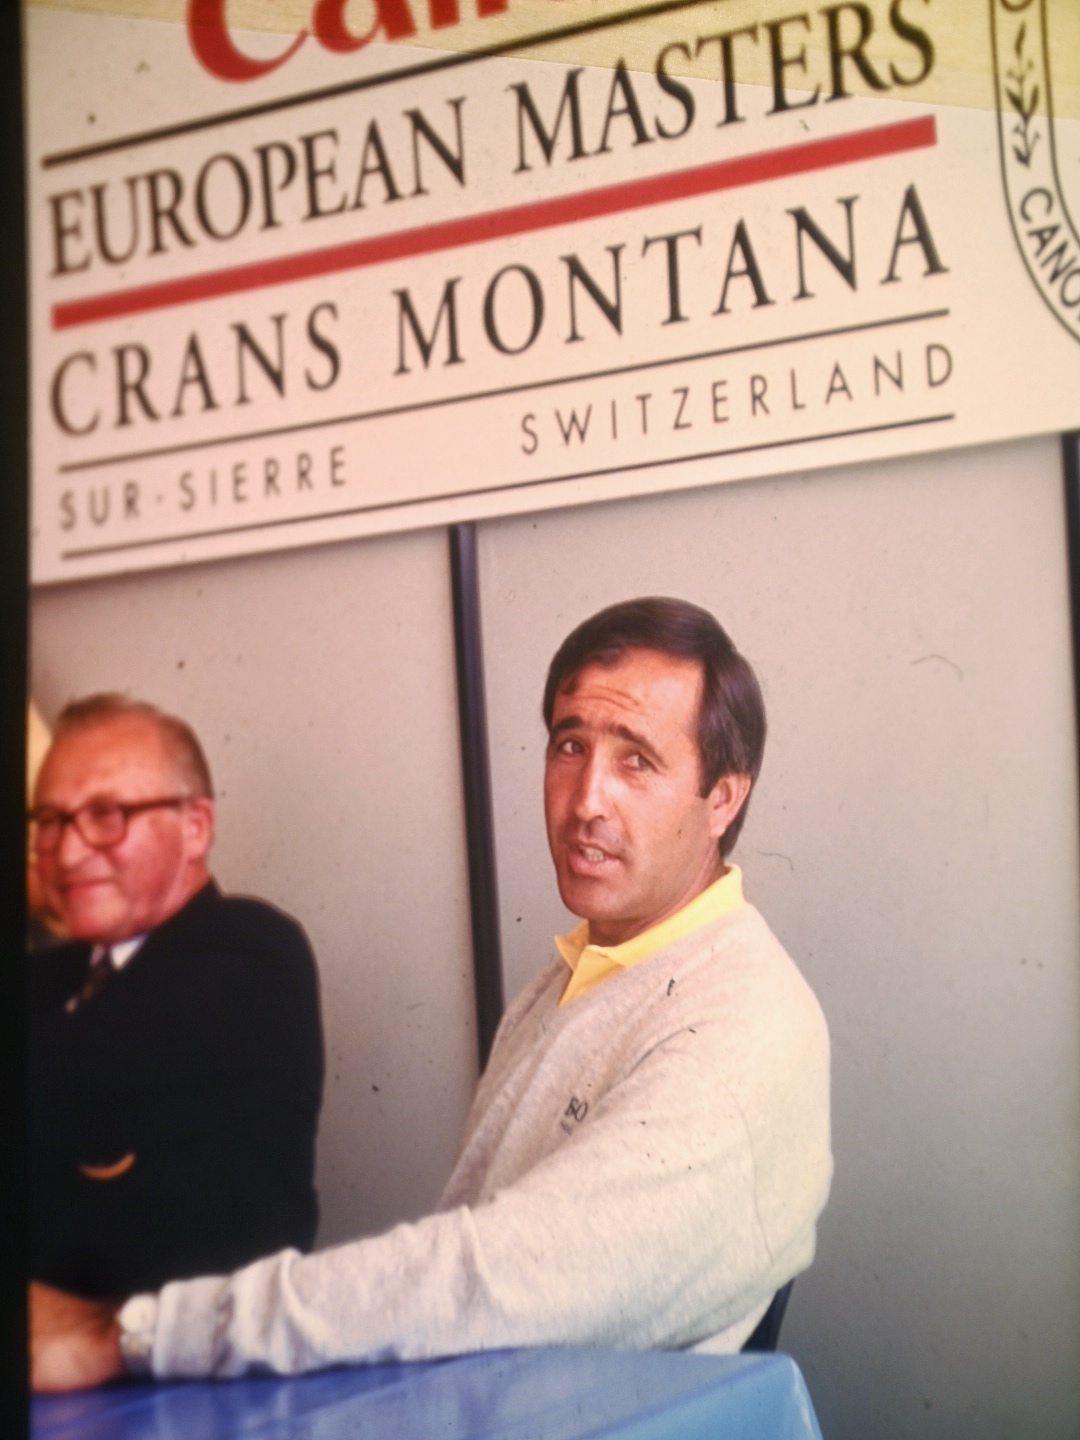 EUROPEAN MASTERS
CRANS MONTANA
SUR-SIERRE SWITZERLAND